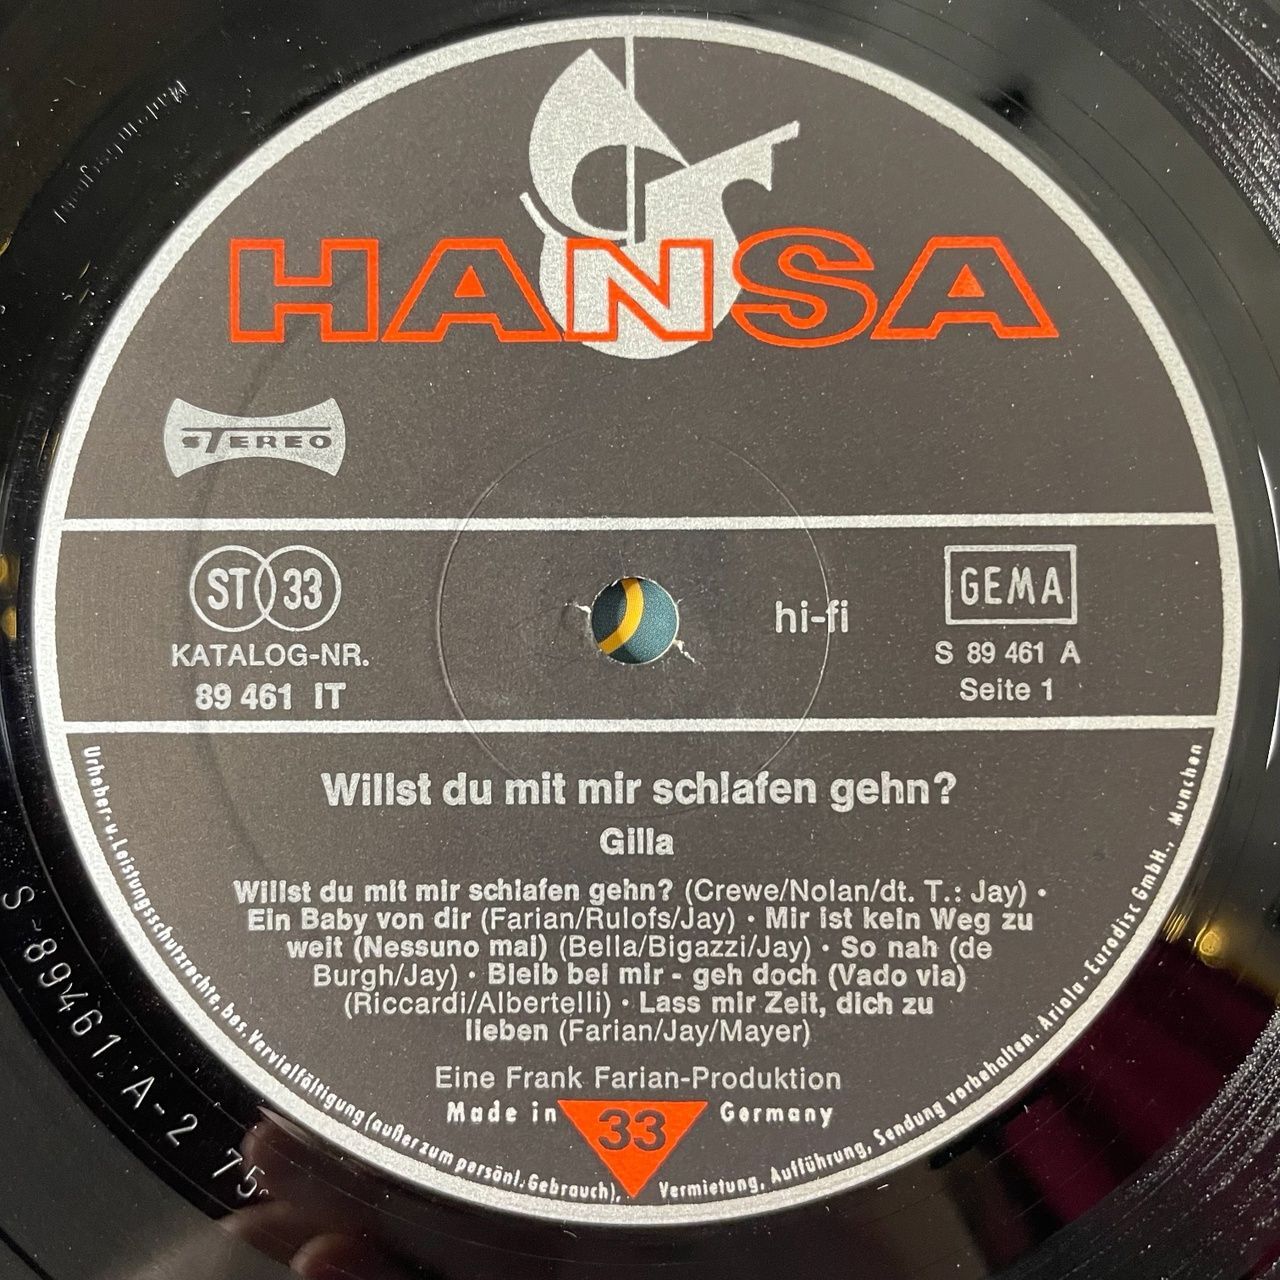 HANSA
STEREO
ST 33
KATALOG-NR.
89 461 IT
hi-fi
GEMA
S 89 461 A
Seite 1
Willst du mit mir schlafen gehn?
Gilla
Willst du mit mir schlafen gehn? (Crewe/Nolan/dt. T.: Jay) •
Ein Baby von dir (Farian/Rulofs/Jay) • Mir ist kein Weg zu
weit (Nessuno mai) (Bella/Bigazzi/Jay) • So nah (de
Burgh/Jay) • Bleib bei mir - geh doch (Vado via)
(Riccardi/Albertelli) • Lass mir Zeit, dich zu
lieben (Farian/Jay/Mayer)
Eine Frank Farian-Produktion
Made in 33 Germany
Urheber- u. Leistungsschutzrechte, bes. Vervielfältigung (außer zum persönl. Gebrauch), Vermietung, Aufführung, Sendung vorbehalten. Ariola - Eurodisc GmbH., München
S-89461 A-2 75